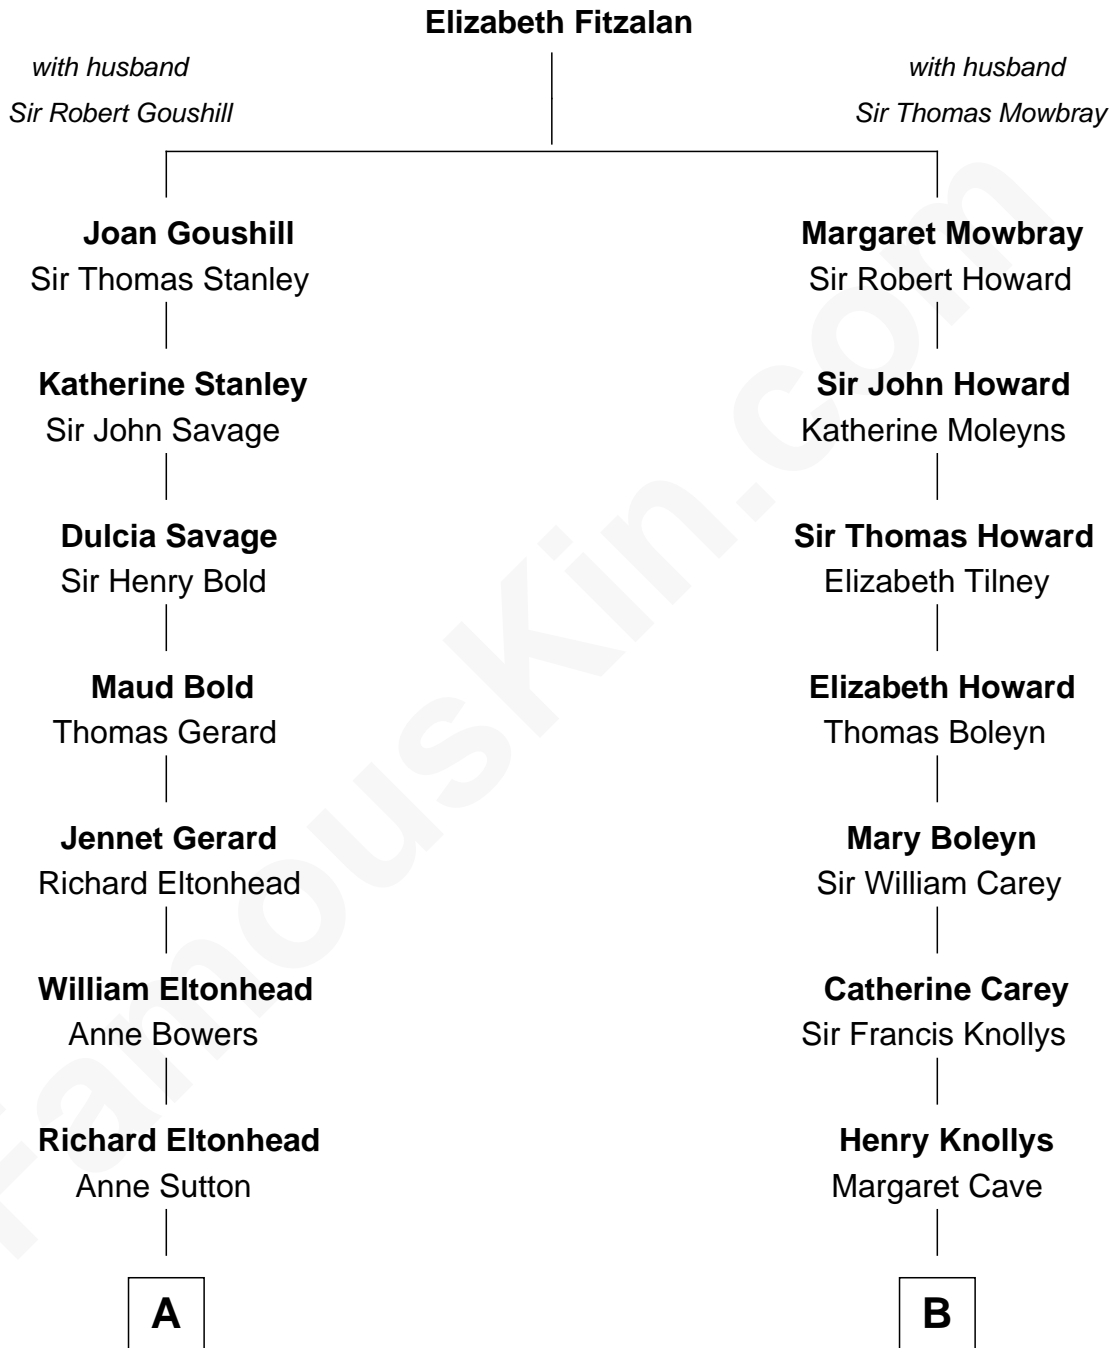 Elizabeth Fitzalan
with husband
Sir Robert Goushill
with husband
Sir Thomas Mowbray
Joan Goushill
Sir Thomas Stanley
Margaret Mowbray
Sir Robert Howard
Katherine Stanley
Sir John Savage
Sir John Howard
Katherine Moleyns
Dulcia Savage
Sir Henry Bold
Sir Thomas Howard
Elizabeth Tilney
Maud Bold
Thomas Gerard
Elizabeth Howard
Thomas Boleyn
Jennet Gerard
Richard Eltonhead
Mary Boleyn
Sir William Carey
William Eltonhead
Anne Bowers
Catherine Carey
Sir Francis Knollys
Richard Eltonhead
Anne Sutton
Henry Knollys
Margaret Cave
A
B
FamousKin.com